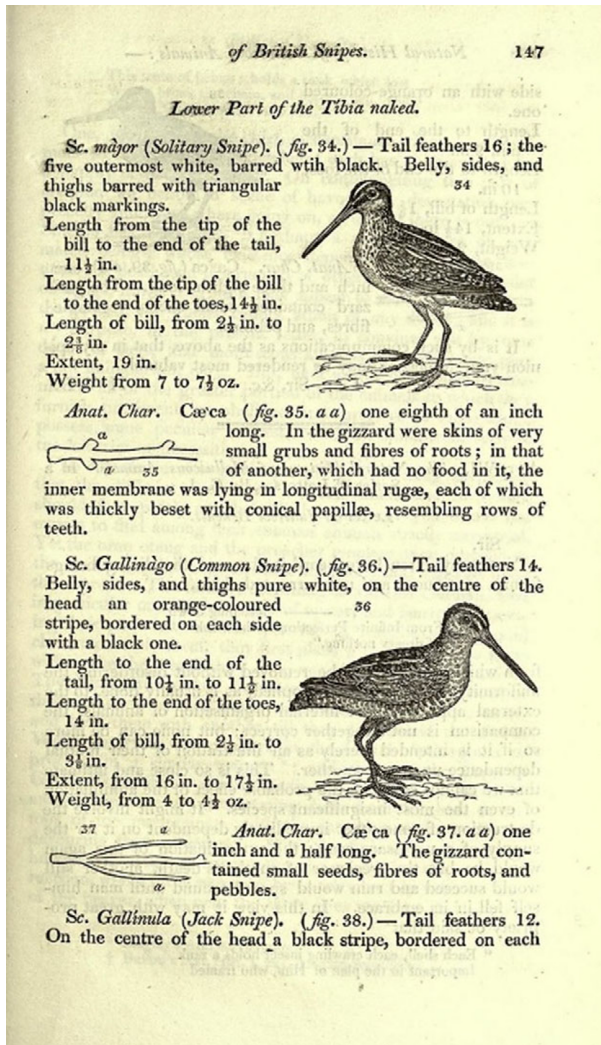 of British Snipes. 147
Lower Part of the Tibia naked.
Sc. màjor (Solitary Snipe). (fig. 34.) — Tail feathers 16; the
five outermost white, barred wtih black. Belly, sides, and
thighs barred with triangular
black markings.
34
Length from the tip of the
bill to the end of the tail,
11½ in.
Length from the tip of the bill
to the end of the toes, 14½ in.
Length of bill, from 2½ in. to
in.
Extent, 19 in.
Weight from 7 to 7½ oz.
Anat. Char. Cæ'ca (fig. 35. a a) one eighth of an inch
long. In the gizzard were skins of very
small grubs and fibres of roots; in that
of another, which had no food in it, the
a
a 35
inner membrane was lying in longitudinal rugæ, each of which
was thickly beset with conical papillæ, resembling rows of
teeth.
Sc. Gallinàgo (Common Snipe). (fig. 36.) — Tail feathers 14.
Belly, sides, and thighs pure white, on the centre of the
head an orange-coloured
stripe, bordered on each side
with a black one.
36
Length to the end of the
tail, from 10½ in. to 11½ in.
Length to the end of the toes,
14 in.
Length of bill, from 2½ in. to
in.
Extent, from 16 in. to 17½ in.
Weight, from 4 to 4½ oz.
37 a
a
Anat. Char. Cæ`ca (fig. 37. a a) one
inch and a half long. The gizzard con-
tained small seeds, fibres of roots, and
pebbles.
Sc. Gallínula (Jack Snipe). (fig. 38.) — Tail feathers 12.
On the centre of the head a black stripe, bordered on each